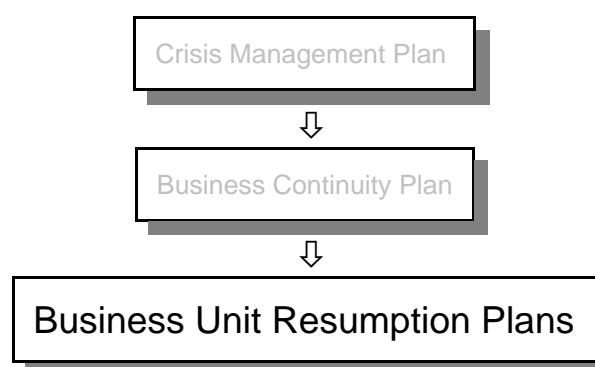 Crisis Management Plan
Business Continuity Plan
Business Unit Resumption Plans